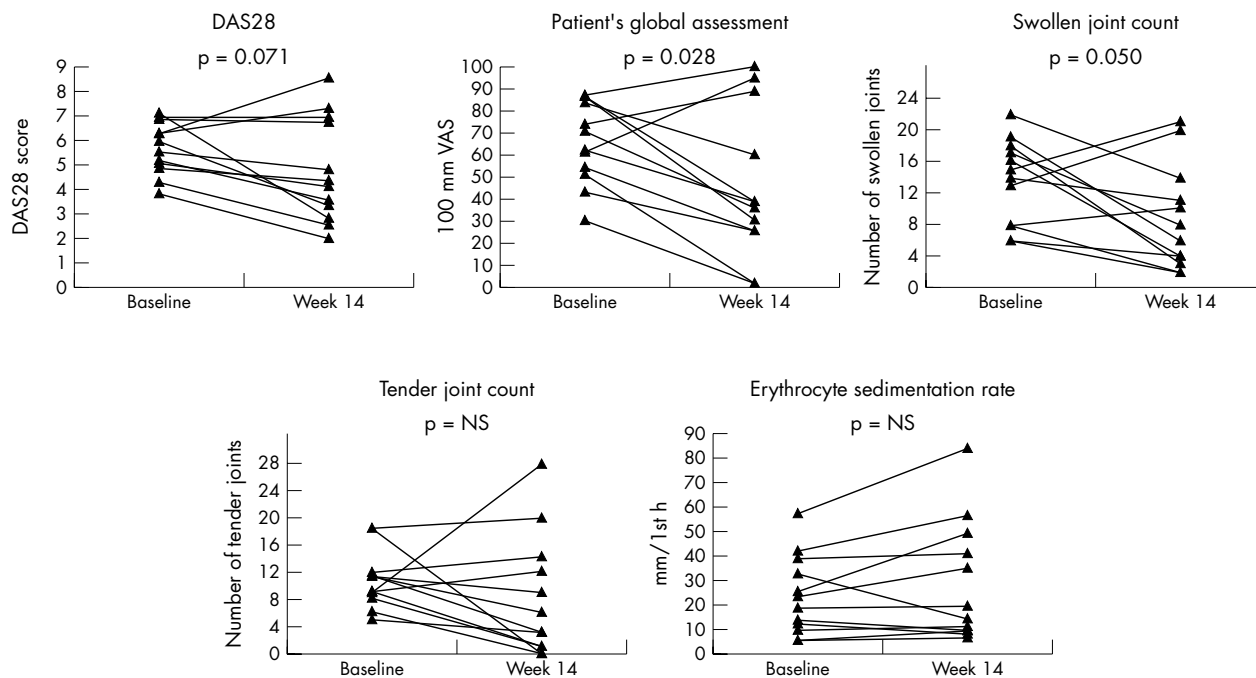 DAS28
p = 0.071
DAS28 score
9
8
7
6
5
4
3
2
1
0
Baseline
Week 14
Patient's global assessment
p = 0.028
100 mm VAS
100
90
80
70
60
50
40
30
20
10
0
Baseline
Week 14
Swollen joint count
p = 0.050
Number of swollen joints
24
20
16
12
8
4
0
Baseline
Week 14
Tender joint count
p = NS
Number of tender joints
28
24
20
16
12
8
4
0
Baseline
Week 14
Erythrocyte sedimentation rate
p = NS
mm/1st h
90
80
70
60
50
40
30
20
10
0
Baseline
Week 14